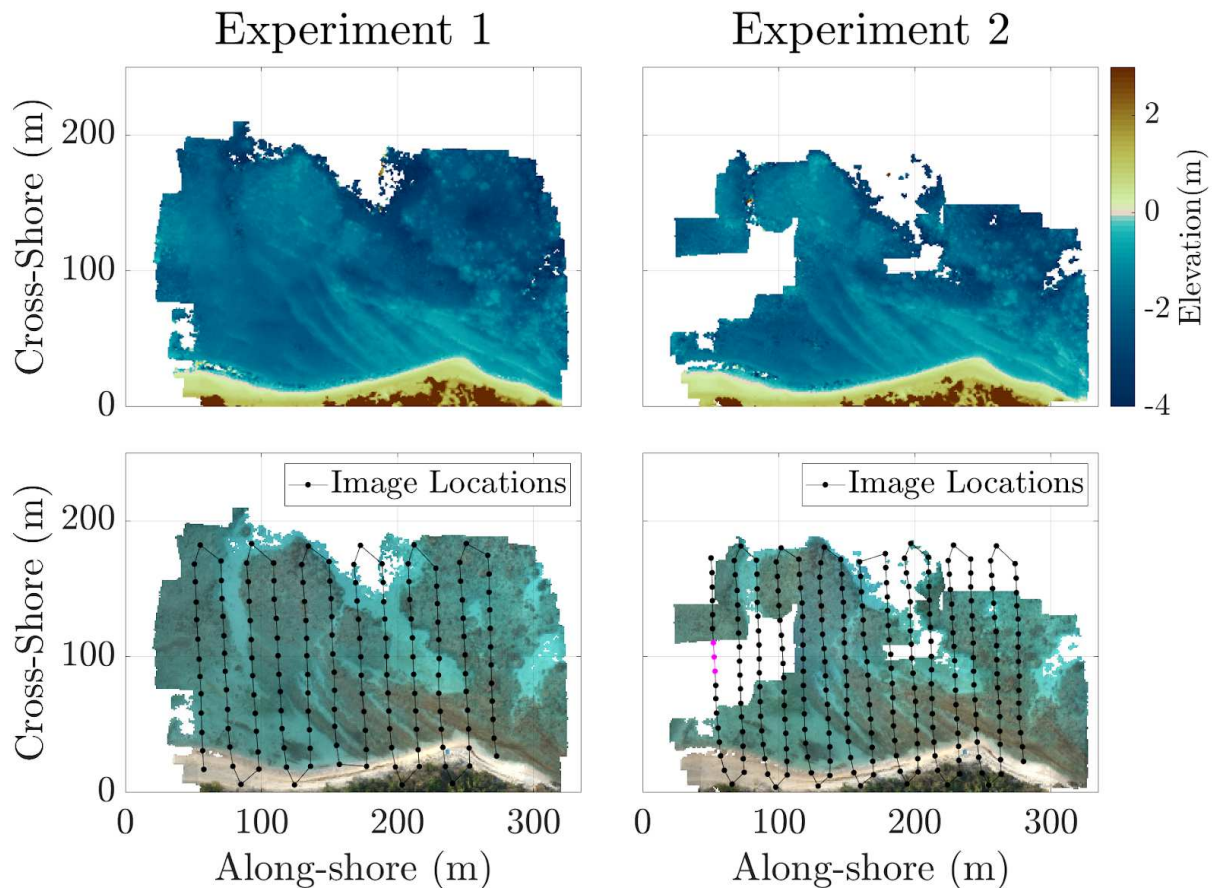 Experiment 1
Experiment 2
Cross-Shore (m)
200
100
0
2
0
-2
-4
Elevation(m)
Cross-Shore (m)
200
100
0
Image Locations
Image Locations
0
100
200
300
0
100
200
300
Along-shore (m)
Along-shore (m)